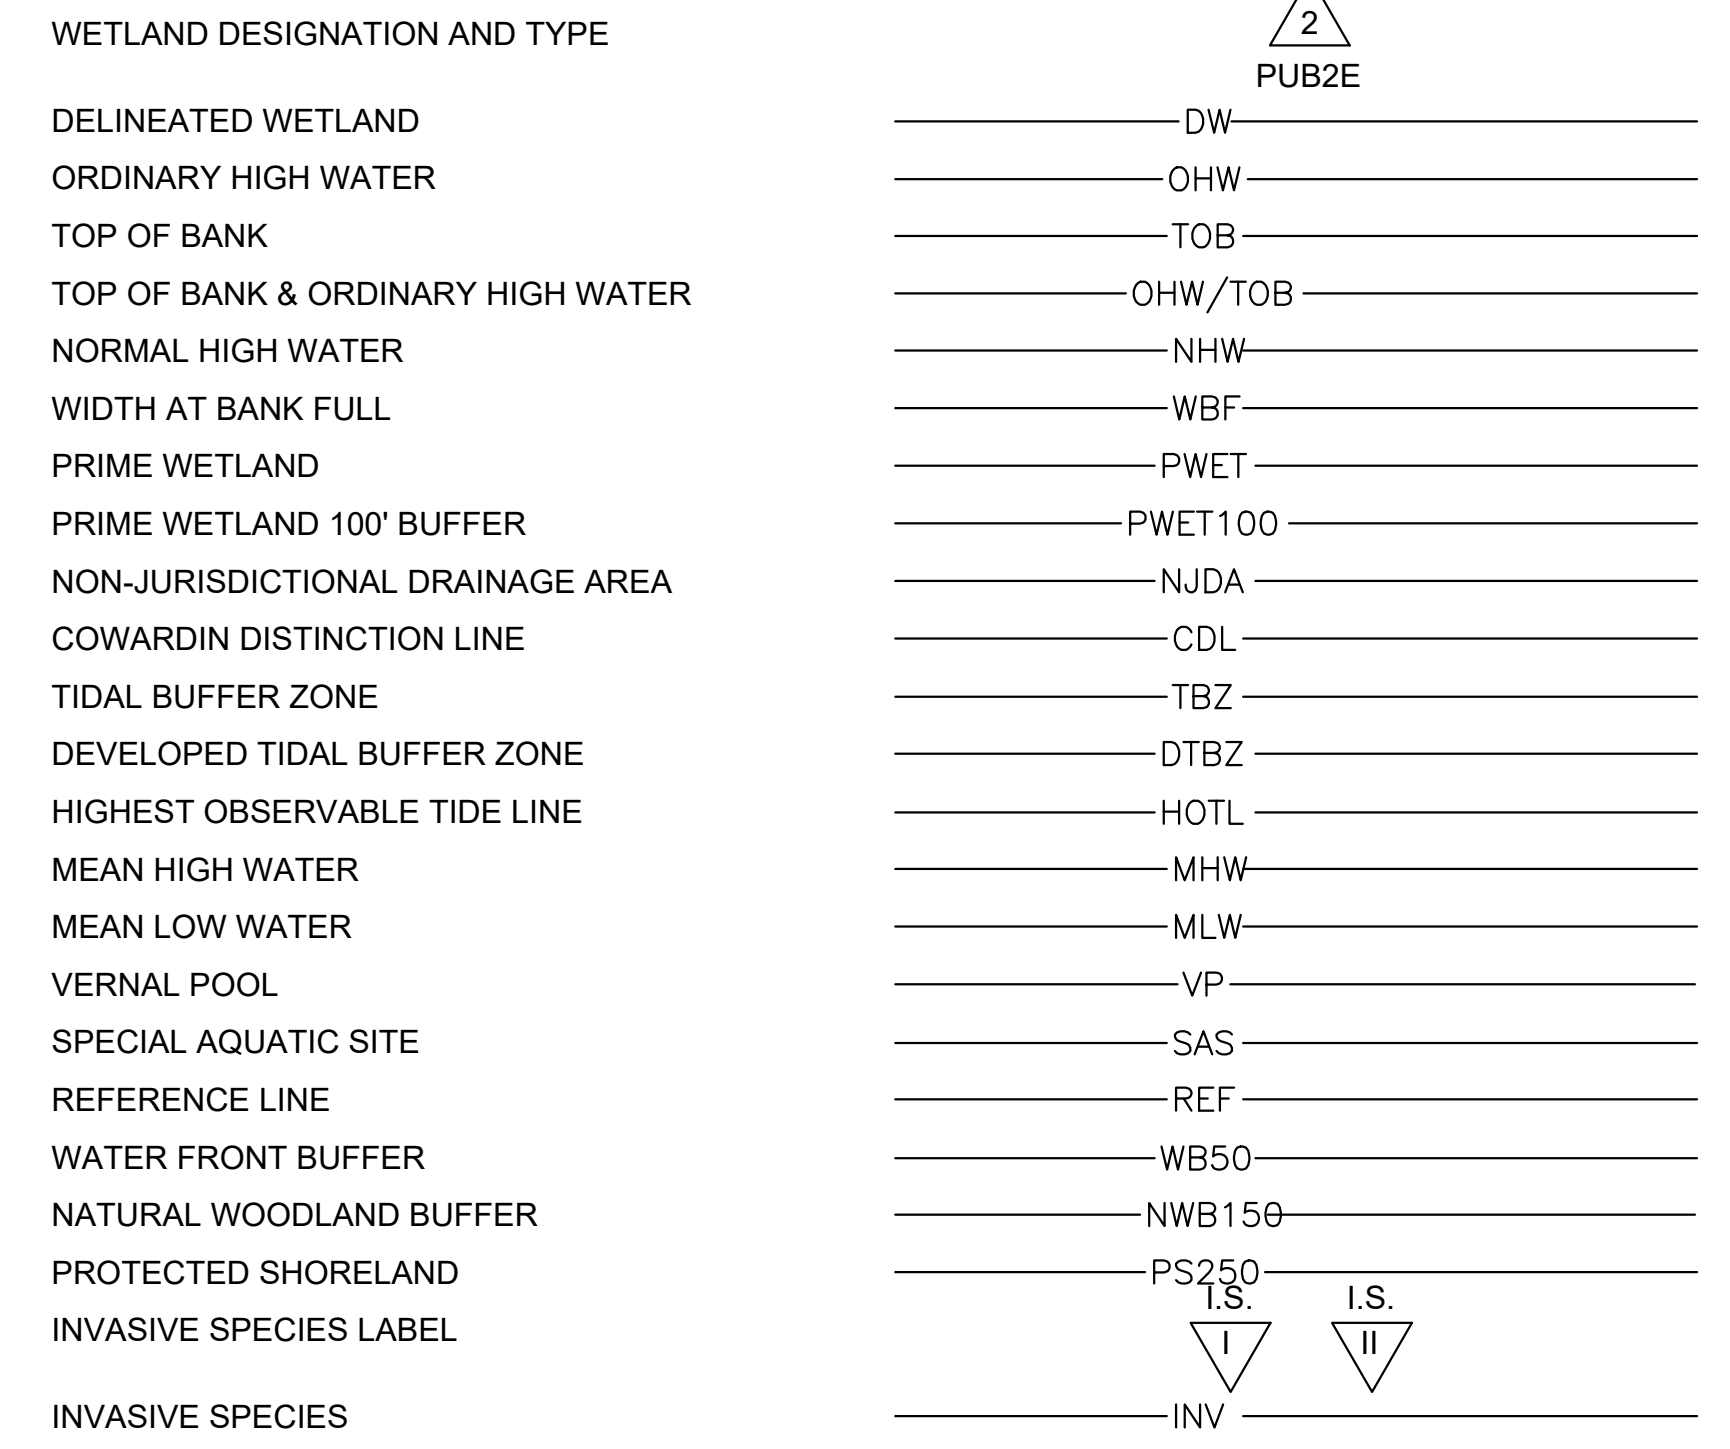 WETLAND DESIGNATION AND TYPE 2
PUB2E
DELINEATED WETLAND DW
ORDINARY HIGH WATER OHW
TOP OF BANK TOB
TOP OF BANK & ORDINARY HIGH WATER OHW/TOB
NORMAL HIGH WATER NHW
WIDTH AT BANK FULL WBF
PRIME WETLAND PWET
PRIME WETLAND 100' BUFFER PWET100
NON-JURISDICTIONAL DRAINAGE AREA NJDA
COWARDIN DISTINCTION LINE CDL
TIDAL BUFFER ZONE TBZ
DEVELOPED TIDAL BUFFER ZONE DTBZ
HIGHEST OBSERVABLE TIDE LINE HOTL
MEAN HIGH WATER MHW
MEAN LOW WATER MLW
VERNAL POOL VP
SPECIAL AQUATIC SITE SAS
REFERENCE LINE REF
WATER FRONT BUFFER WB50
NATURAL WOODLAND BUFFER NWB150
PROTECTED SHORELAND PS250
I.S. I.S.
INVASIVE SPECIES LABEL I II
INVASIVE SPECIES INV